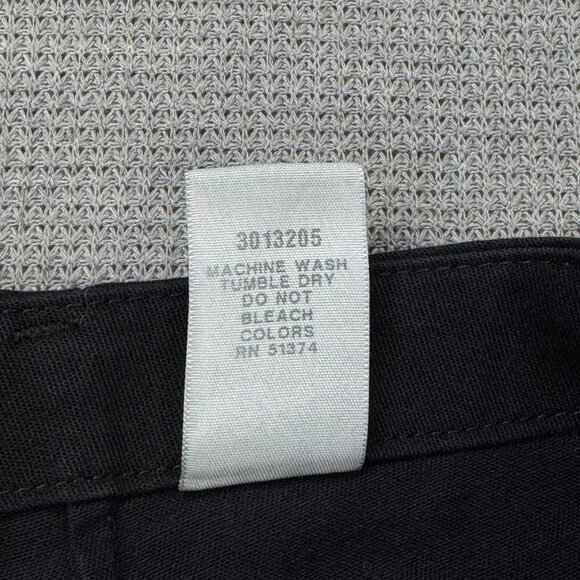 3013205
MACHINE WASH
TUMBLE DRY
DO NOT
BLEACH
COLORS
RN 51374